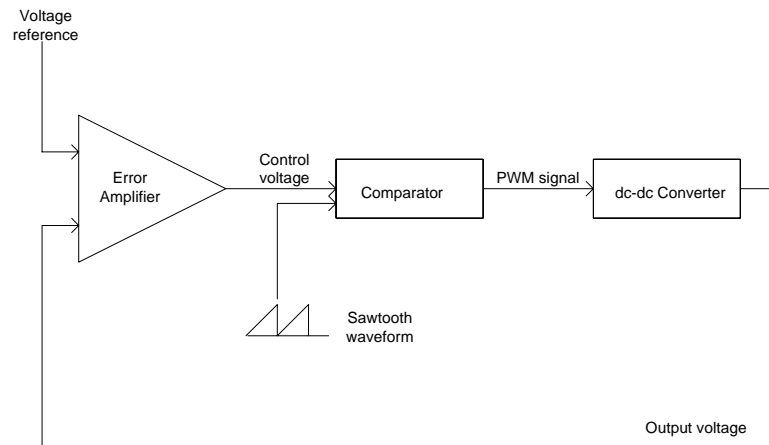 Voltage
reference
Error
Amplifier
Control
voltage
Comparator
PWM signal
dc-dc Converter
Sawtooth
waveform
Output voltage